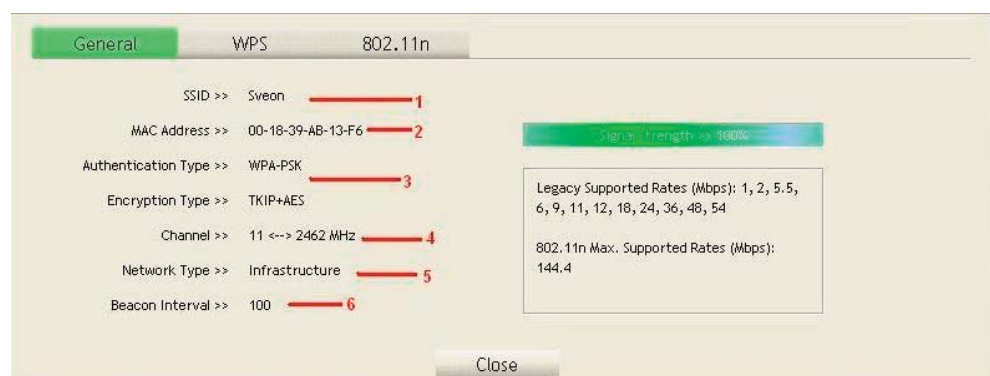 General WPS 802.11n
SSID >> Sveon 1
MAC Address >> 00-18-39-AB-13-F6 2
Authentication Type >> WPA-PSK
3
Encryption Type >> TKIP+AES
Channel >> 11 <--> 2462 MHz 4
Network Type >> Infrastructure 5
Beacon Interval >> 100 6
Signal Strength >> 100%
Legacy Supported Rates (Mbps): 1, 2, 5.5,
6, 9, 11, 12, 18, 24, 36, 48, 54
802.11n Max. Supported Rates (Mbps):
144.4
Close